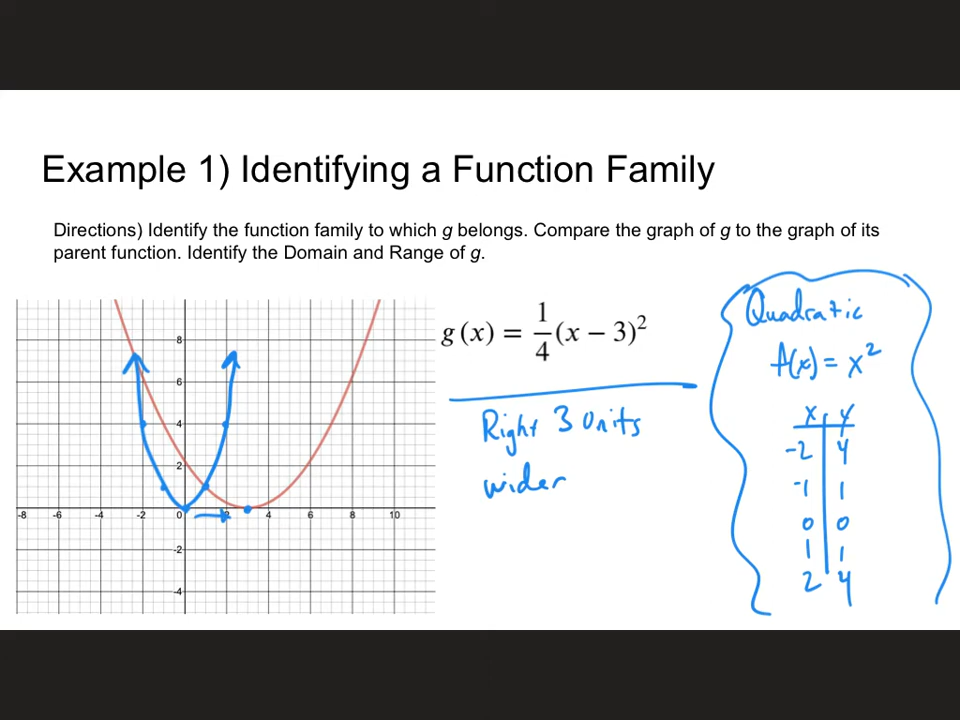 Example 1) Identifying a Function Family
Directions) Identify the function family to which g belongs. Compare the graph of g to the graph of its
parent function. Identify the Domain and Range of g.
g(x) = 1/4(x − 3)²
Right 3 units
wider
Quadratic
f(x) = x²
x y
-2 4
-1 1
0 0
1 1
2 4
8
6
4
2
-8 -6 -4 -2 0 2 4 6 8 10
-2
-4